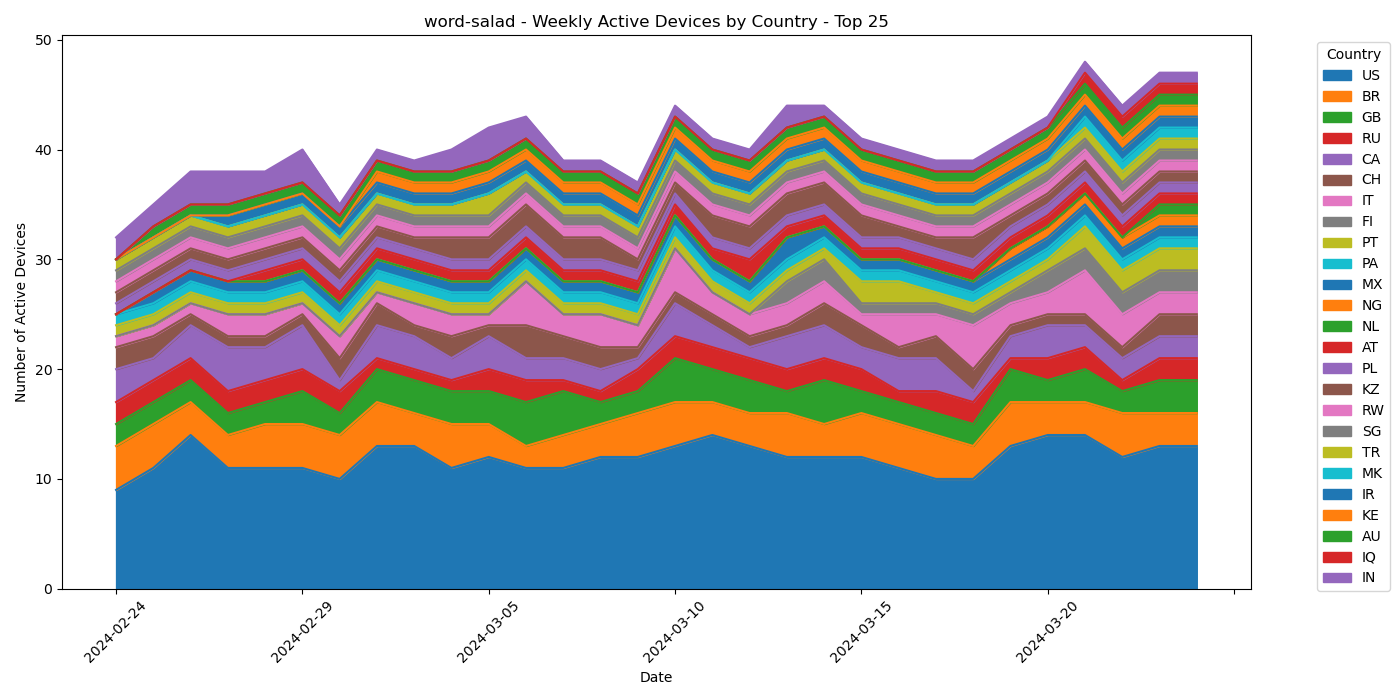 word-salad - Weekly Active Devices by Country - Top 25
50
40
30
20
10
0
Number of Active Devices
2024-02-24
2024-02-29
2024-03-05
2024-03-10
2024-03-15
2024-03-20
Date
Country
US
BR
GB
RU
CA
CH
IT
FI
PT
PA
MX
NG
NL
AT
PL
KZ
RW
SG
TR
MK
IR
KE
AU
IQ
IN